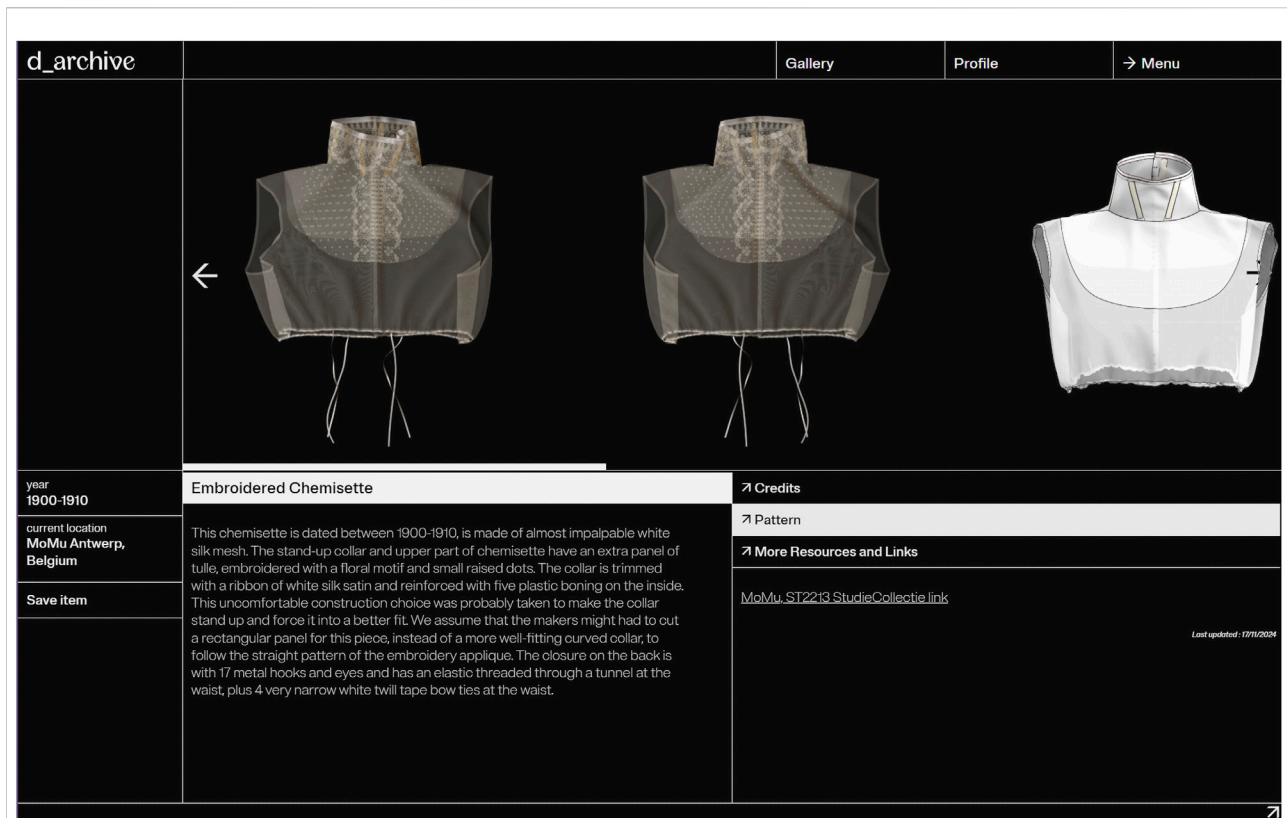 d_archive
Gallery
Profile
→ Menu
year
1900-1910
current location
MoMu Antwerp,
Belgium
Save item
Embroidered Chemisette
This chemisette is dated between 1900-1910, is made of almost impalpable white
silk mesh. The stand-up collar and upper part of chemisette have an extra panel of
tulle, embroidered with a floral motif and small raised dots. The collar is trimmed
with a ribbon of white silk satin and reinforced with five plastic boning on the inside.
This uncomfortable construction choice was probably taken to make the collar
stand up and force it into a better fit. We assume that the makers might had to cut
a rectangular panel for this piece, instead of a more well-fitting curved collar, to
follow the straight pattern of the embroidery applique. The closure on the back is
with 17 metal hooks and eyes and has an elastic threaded through a tunnel at the
waist, plus 4 very narrow white twill tape bow ties at the waist.
↗ Credits
↗ Pattern
↗ More Resources and Links
MoMu, ST2213 StudieCollectie link
Last updated : 17/11/2024